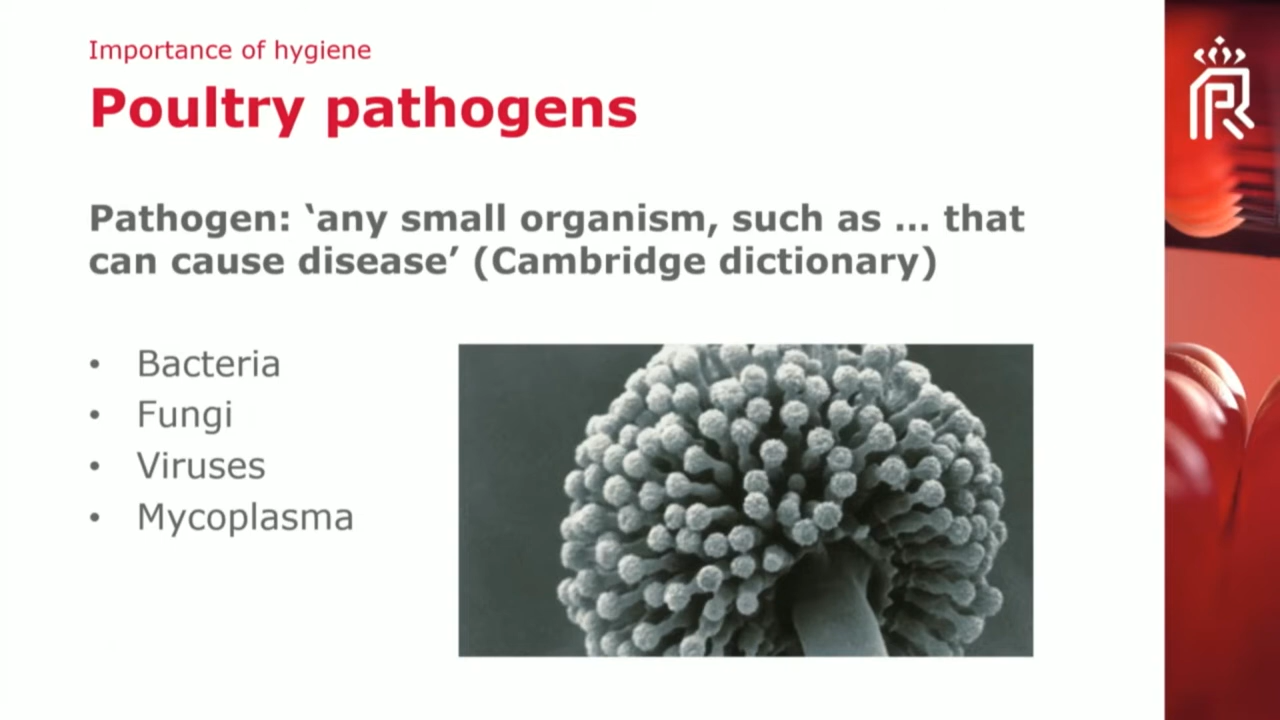 Importance of hygiene
Poultry pathogens
Pathogen: ‘any small organism, such as ... that
can cause disease’ (Cambridge dictionary)
• Bacteria
• Fungi
• Viruses
• Mycoplasma